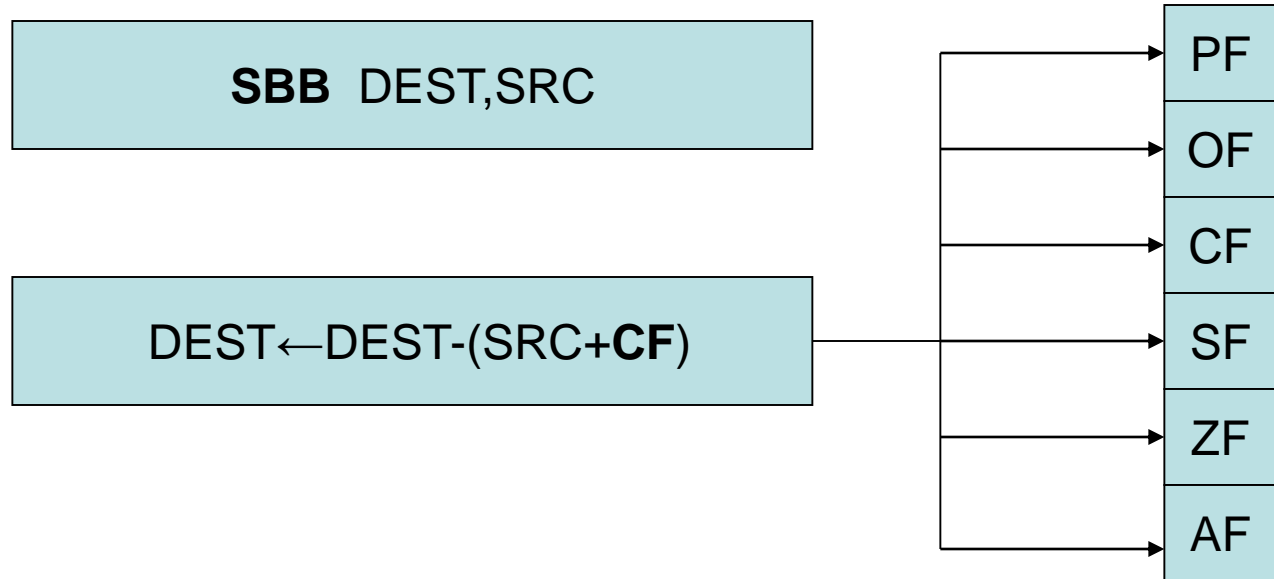 SBB DEST,SRC
DEST←DEST-(SRC+CF)
PF
OF
CF
SF
ZF
AF